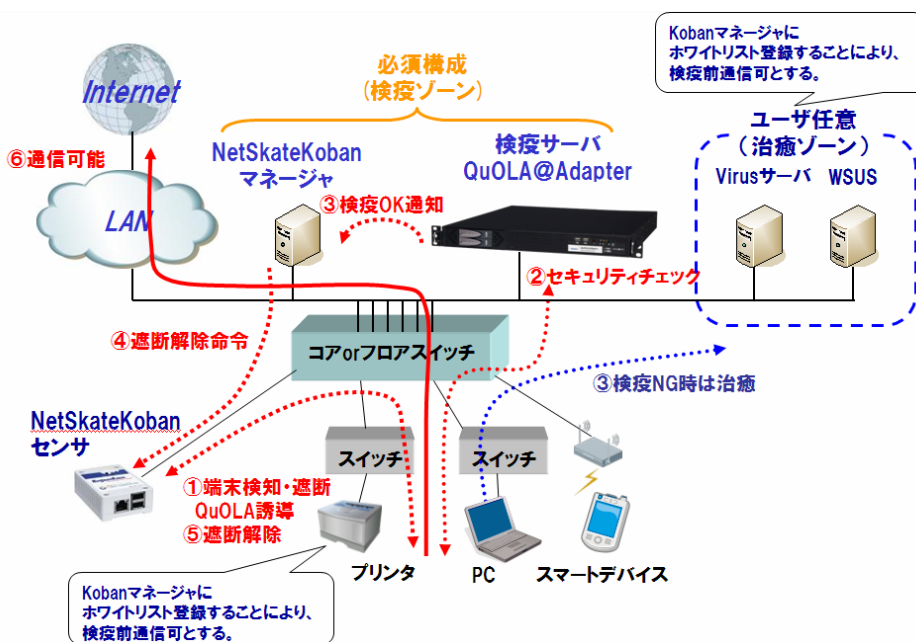 Kobanマネージャに
ホワイトリスト登録することにより、
検疫前通信可とする。
Internet
必須構成
(検疫ゾーン)
ユーザ任意
(治癒ゾーン)
⑥通信可能
NetSkateKoban
マネージャ
検疫サーバ
QuOLA@Adapter
Virusサーバ
WSUS
③検疫OK通知
LAN
②セキュリティチェック
④遮断解除命令
コアorフロアスイッチ
③検疫NG時は治癒
NetSkateKoban
センサ
スイッチ
スイッチ
①端末検知・遮断
QuOLA誘導
⑤遮断解除
プリンタ
PC
スマートデバイス
Kobanマネージャに
ホワイトリスト登録することにより、
検疫前通信可とする。